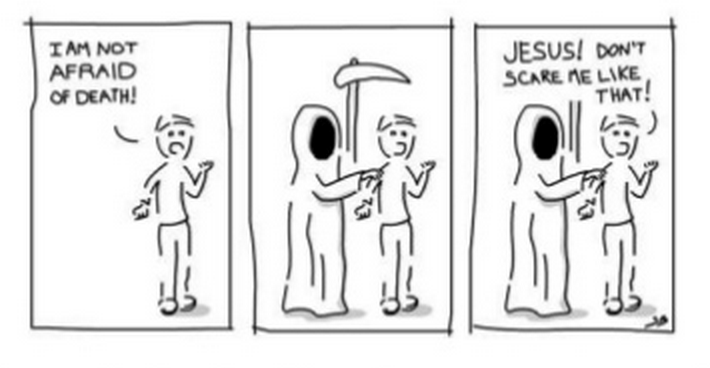 I AM NOT
AFRAID
OF DEATH!
JESUS! DON'T
SCARE ME LIKE
THAT!